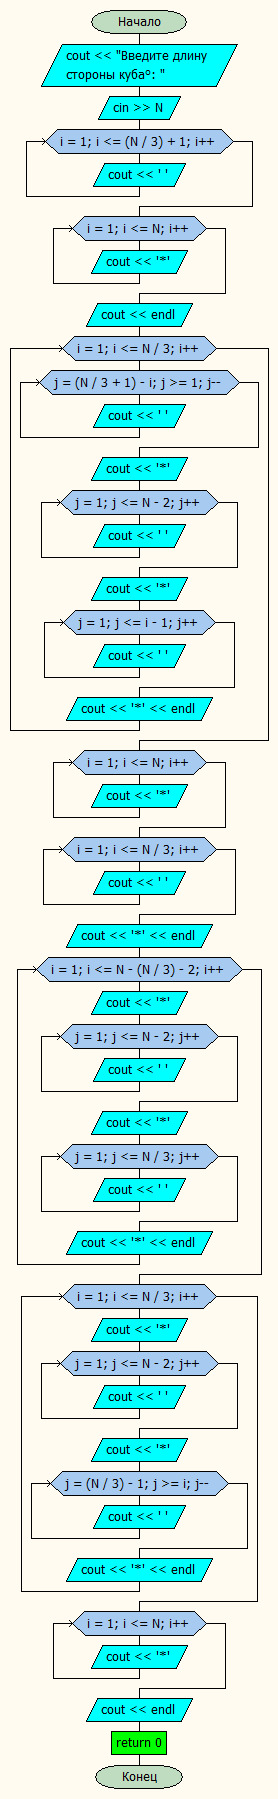 Начало
cout << "Введите длину
стороны кубаº: "
cin >> N
i = 1; i <= (N / 3) + 1; i++
cout << ' '
i = 1; i <= N; i++
cout << '*'
cout << endl
i = 1; i <= N / 3; i++
j = (N / 3 + 1) - i; j >= 1; j--
cout << ' '
cout << '*'
j = 1; j <= N - 2; j++
cout << ' '
cout << '*'
j = 1; j <= i - 1; j++
cout << ' '
cout << '*' << endl
i = 1; i <= N; i++
cout << '*'
i = 1; i <= N / 3; i++
cout << ' '
cout << '*' << endl
i = 1; i <= N - (N / 3) - 2; i++
cout << '*'
j = 1; j <= N - 2; j++
cout << ' '
cout << '*'
j = 1; j <= N / 3; j++
cout << ' '
cout << '*' << endl
i = 1; i <= N / 3; i++
cout << '*'
j = 1; j <= N - 2; j++
cout << ' '
cout << '*'
j = (N / 3) - 1; j >= i; j--
cout << ' '
cout << '*' << endl
i = 1; i <= N; i++
cout << '*'
cout << endl
return 0
Конец